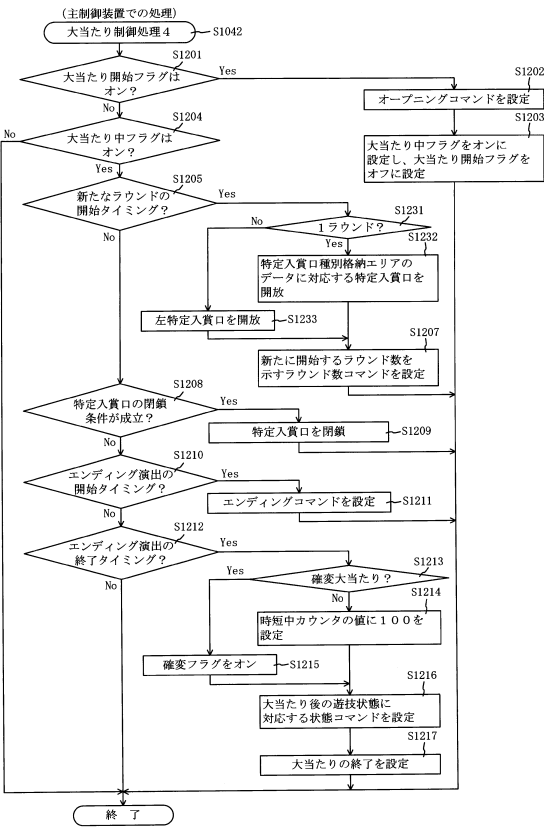 (主制御装置での処理)
大当たり制御処理4
S1042
S1201
大当たり開始フラグは
オン?
Yes
No
S1202
オープニングコマンドを設定
S1203
大当たり中フラグをオンに
設定し、大当たり開始フラグを
オフに設定
S1204
大当たり中フラグは
オン?
No
Yes
S1205
新たなラウンドの
開始タイミング?
Yes
No
S1231
1ラウンド?
No
Yes
S1232
特定入賞口種別格納エリアの
データに対応する特定入賞口を
開放
左特定入賞口を開放
S1233
S1207
新たに開始するラウンド数を
示すラウンド数コマンドを設定
S1208
特定入賞口の閉鎖
条件が成立?
Yes
No
特定入賞口を閉鎖
S1209
S1210
エンディング演出の
開始タイミング?
Yes
No
エンディングコマンドを設定
S1211
S1212
エンディング演出の
終了タイミング?
Yes
No
S1213
確変大当たり?
Yes
No
S1214
時短中カウンタの値に100を
設定
確変フラグをオン
S1215
S1216
大当たり後の遊技状態に
対応する状態コマンドを設定
S1217
大当たりの終了を設定
終 了